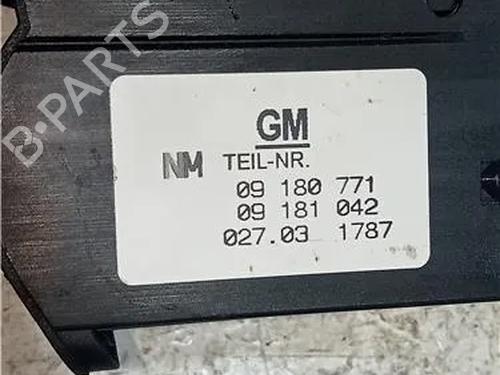 B-PARTS
GM
NM TEIL-NR.
09 180 771
09 181 042
027.03 1787